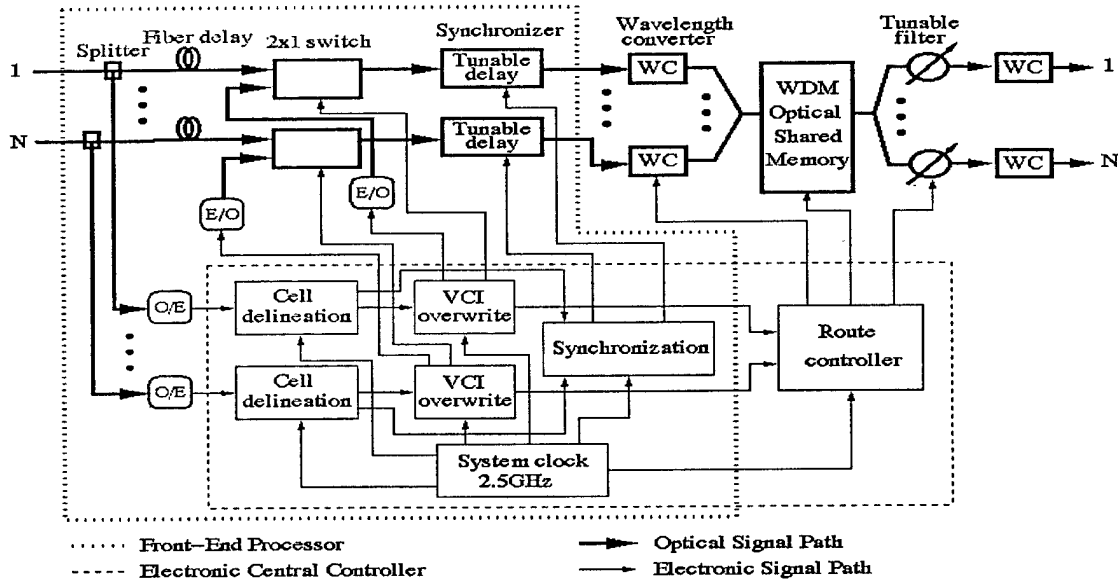 Splitter
Fiber delay
2x1 switch
Synchronizer
Wavelength
converter
Tunable
filter
1
Tunable
delay
WC
WDM
Optical
Shared
Memory
WC
1
N
Tunable
delay
WC
WC
N
E/O
E/O
O/E
Cell
delineation
VCI
overwrite
Synchronization
Route
controller
O/E
Cell
delineation
VCI
overwrite
System clock
2.5GHz
Front-End Processor
Optical Signal Path
Electronic Central Controller
Electronic Signal Path